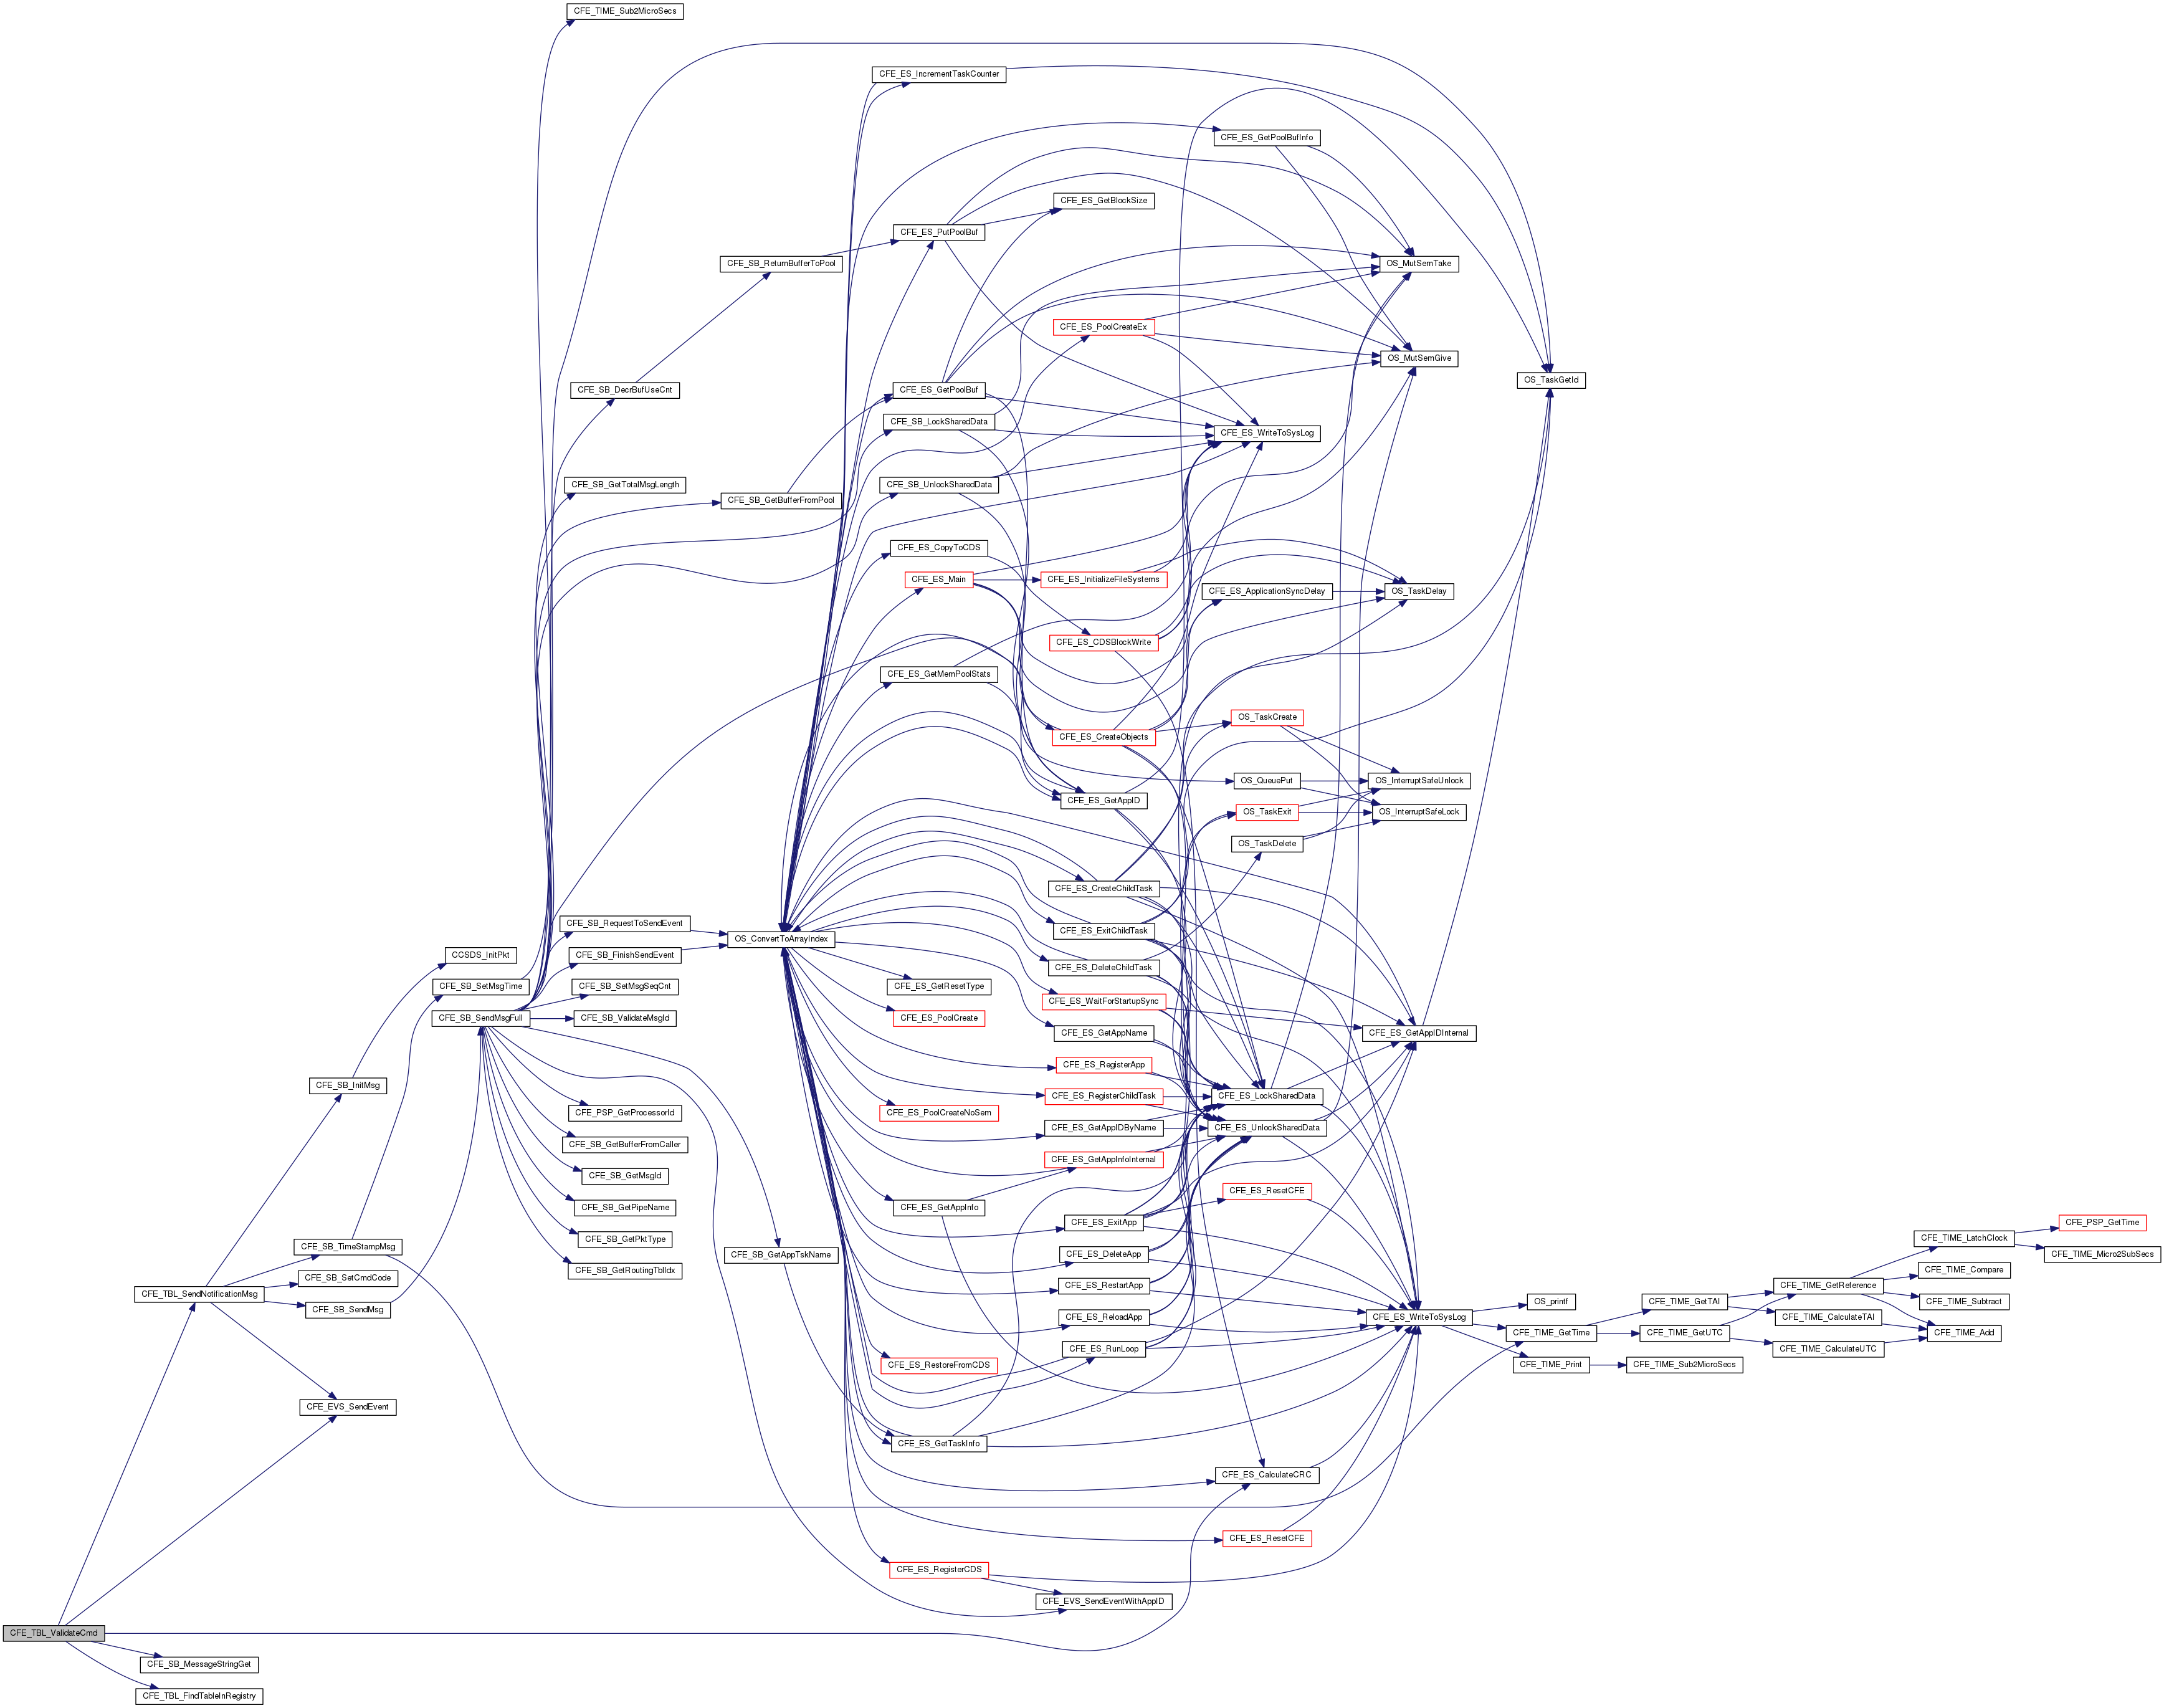 CFE_TIME_Sub2MicroSecs
CFE_ES_IncrementTaskCounter
CFE_ES_GetPoolBufInfo
CFE_ES_GetBlockSize
CFE_ES_PutPoolBuf
CFE_SB_ReturnBufferToPool
OS_MutSemTake
CFE_ES_PoolCreateEx
OS_MutSemGive
OS_TaskGetId
CFE_SB_DecrBufUseCnt
CFE_ES_GetPoolBuf
CFE_SB_LockSharedData
CFE_ES_WriteToSysLog
CFE_SB_GetTotalMsgLength
CFE_SB_UnlockSharedData
CFE_SB_GetBufferFromPool
CFE_ES_CopyToCDS
CFE_ES_Main
CFE_ES_InitializeFileSystems
CFE_ES_ApplicationSyncDelay
OS_TaskDelay
CFE_ES_CDSBlockWrite
CFE_ES_GetMemPoolStats
OS_TaskCreate
CFE_ES_CreateObjects
OS_QueuePut
OS_InterruptSafeUnlock
CFE_ES_GetAppID
OS_TaskExit
OS_InterruptSafeLock
OS_TaskDelete
CFE_ES_CreateChildTask
CFE_SB_RequestToSendEvent
CFE_ES_ExitChildTask
OS_ConvertToArrayIndex
CCSDS_InitPkt
CFE_SB_FinishSendEvent
CFE_ES_DeleteChildTask
CFE_SB_SetMsgTime
CFE_SB_SetMsgSeqCnt
CFE_ES_GetResetType
CFE_ES_WaitForStartupSync
CFE_SB_SendMsgFull
CFE_SB_ValidateMsgId
CFE_ES_PoolCreate
CFE_ES_GetAppName
CFE_ES_GetAppIDInternal
CFE_ES_RegisterApp
CFE_SB_InitMsg
CFE_ES_RegisterChildTask
CFE_ES_LockSharedData
CFE_PSP_GetProcessorId
CFE_ES_PoolCreateNoSem
CFE_ES_GetAppIDByName
CFE_ES_UnlockSharedData
CFE_SB_GetBufferFromCaller
CFE_ES_GetAppInfoInternal
CFE_SB_GetMsgId
CFE_ES_ResetCFE
CFE_SB_GetPipeName
CFE_ES_GetAppInfo
CFE_ES_ExitApp
CFE_PSP_GetTime
CFE_SB_GetPktType
CFE_TIME_LatchClock
CFE_SB_TimeStampMsg
CFE_SB_GetAppTskName
CFE_ES_DeleteApp
CFE_TIME_Micro2SubSecs
CFE_SB_GetRoutingTblIdx
CFE_TIME_Compare
CFE_SB_SetCmdCode
CFE_ES_RestartApp
CFE_TIME_GetReference
CFE_TBL_SendNotificationMsg
OS_printf
CFE_TIME_GetTAI
CFE_TIME_Subtract
CFE_SB_SendMsg
CFE_ES_ReloadApp
CFE_ES_WriteToSysLog
CFE_TIME_CalculateTAI
CFE_TIME_GetTime
CFE_TIME_GetUTC
CFE_TIME_Add
CFE_ES_RunLoop
CFE_TIME_CalculateUTC
CFE_ES_RestoreFromCDS
CFE_TIME_Print
CFE_TIME_Sub2MicroSecs
CFE_EVS_SendEvent
CFE_ES_GetTaskInfo
CFE_ES_CalculateCRC
CFE_ES_ResetCFE
CFE_ES_RegisterCDS
CFE_EVS_SendEventWithAppID
CFE_TBL_ValidateCmd
CFE_SB_MessageStringGet
CFE_TBL_FindTableInRegistry